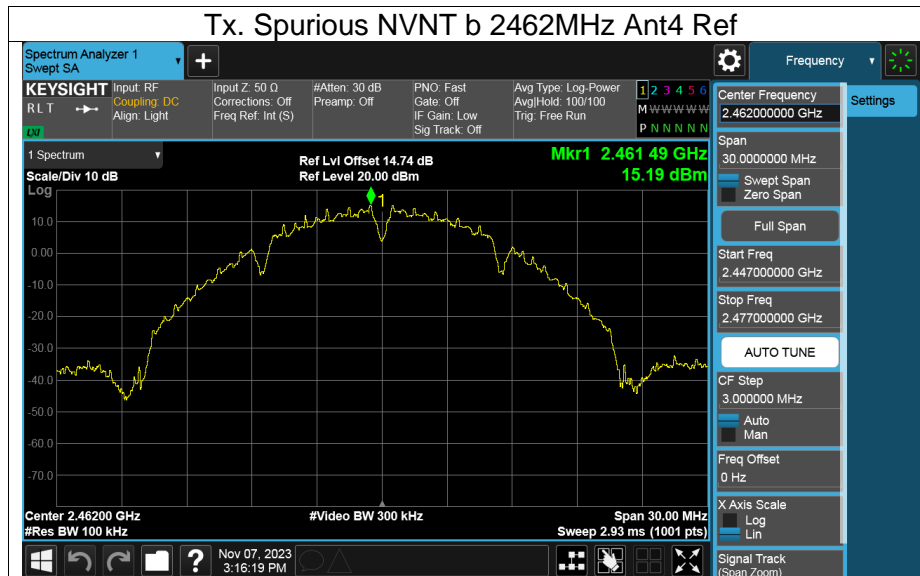 Tx. Spurious NVNT b 2462MHz Ant4 Ref
Spectrum Analyzer 1
Swept SA
+
Frequency
KEYSIGHT
R L T
LXI
Input: RF
Coupling: DC
Align: Light
Input Z: 50 Ω
Corrections: Off
Freq Ref: Int (S)
#Atten: 30 dB
Preamp: Off
PNO: Fast
Gate: Off
IF Gain: Low
Sig Track: Off
Avg Type: Log-Power
Avg|Hold: 100/100
Trig: Free Run
1 2 3 4 5 6
M W W W W W
P N N N N N
Center Frequency
2.462000000 GHz
Settings
Span
30.0000000 MHz
Swept Span
Zero Span
Full Span
Start Freq
2.447000000 GHz
Stop Freq
2.477000000 GHz
AUTO TUNE
CF Step
3.000000 MHz
Auto
Man
Freq Offset
0 Hz
X Axis Scale
Log
Lin
Signal Track
(Span Zoom)
1 Spectrum
Scale/Div 10 dB
Log
Ref Lvl Offset 14.74 dB
Ref Level 20.00 dBm
Mkr1 2.461 49 GHz
15.19 dBm
1
10.0
0.00
-10.0
-20.0
-30.0
-40.0
-50.0
-60.0
-70.0
Center 2.46200 GHz
#Res BW 100 kHz
#Video BW 300 kHz
Span 30.00 MHz
Sweep 2.93 ms (1001 pts)
?
Nov 07, 2023
3:16:19 PM